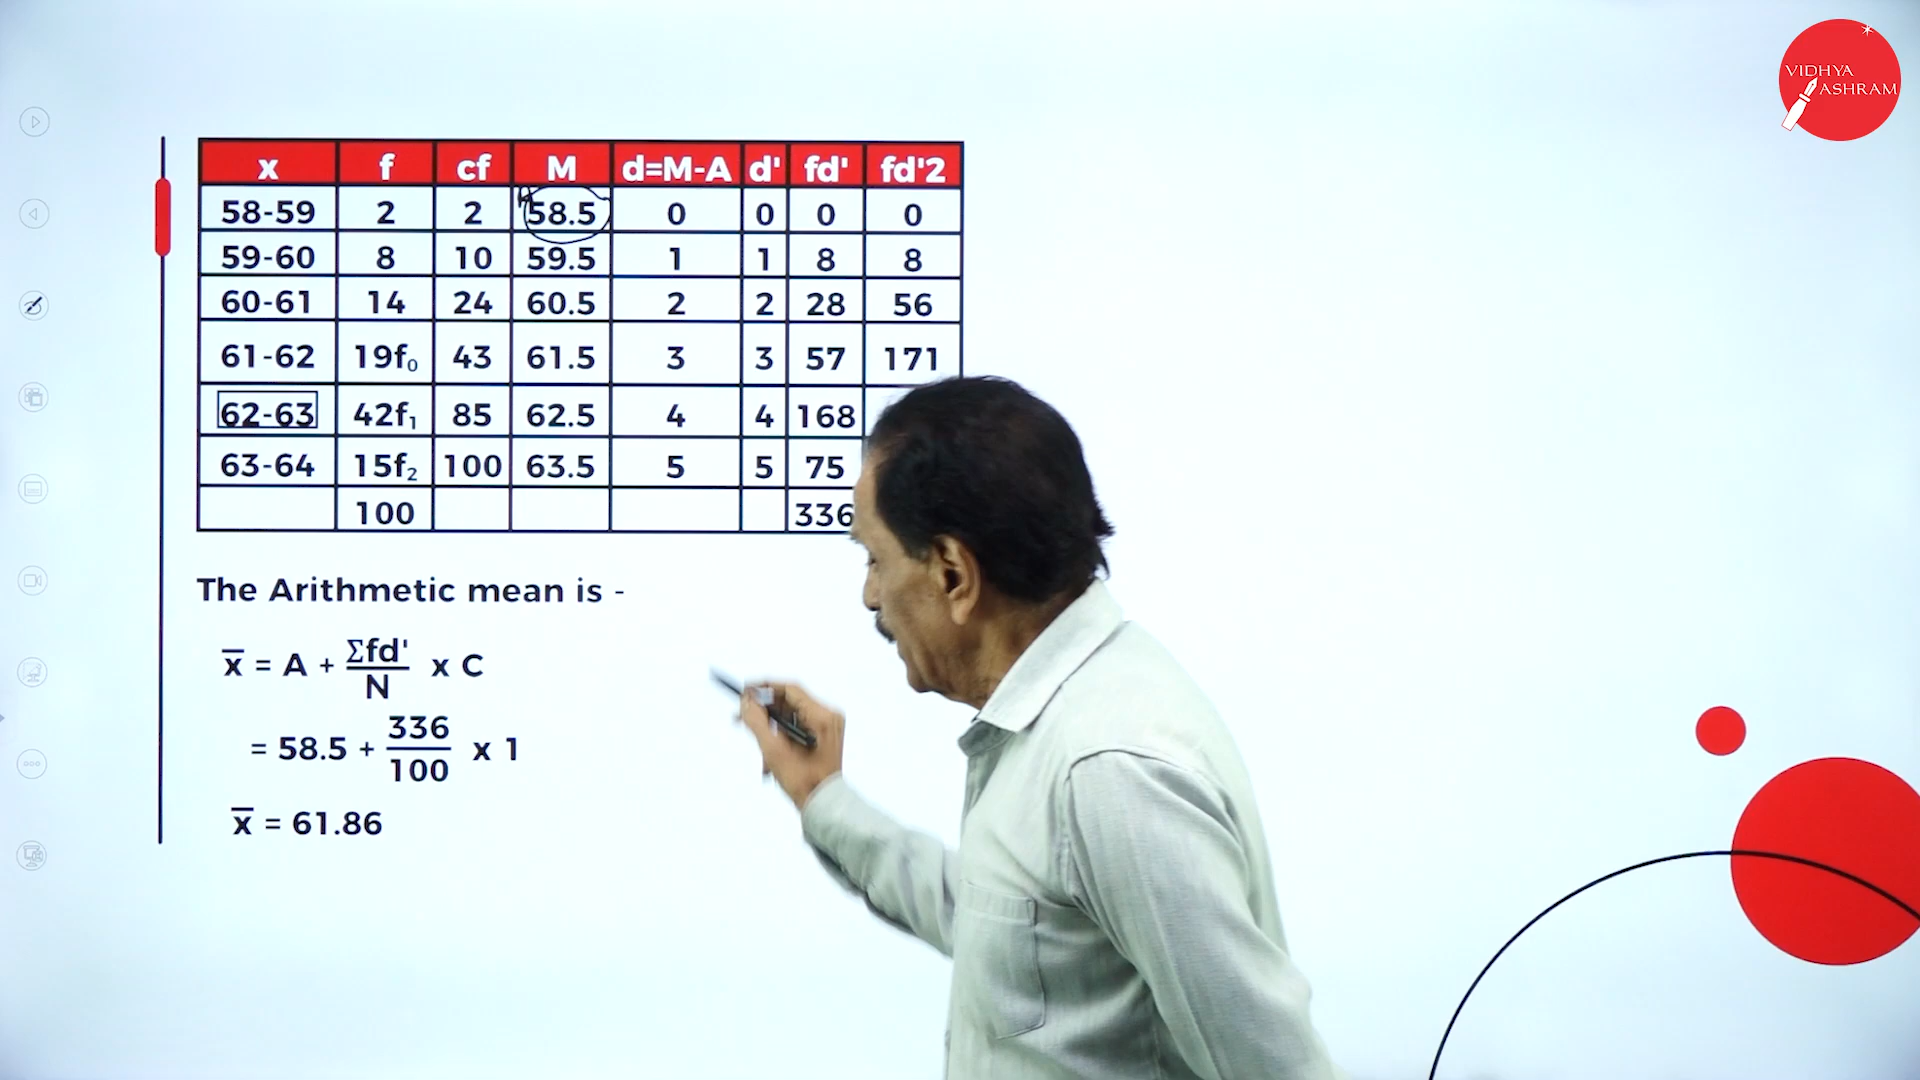 VIDHYA
ASHRAM
x f cf M d=M-A d' fd' fd'2
58-59 2 2 58.5 0 0 0 0
59-60 8 10 59.5 1 1 8 8
60-61 14 24 60.5 2 2 28 56
61-62 19f₀ 43 61.5 3 3 57 171
62-63 42f₁ 85 62.5 4 4 168
63-64 15f₂ 100 63.5 5 5 75
100 336
The Arithmetic mean is -
x̅ = A + Σfd' / N x C
= 58.5 + 336 / 100 x 1
x̅ = 61.86